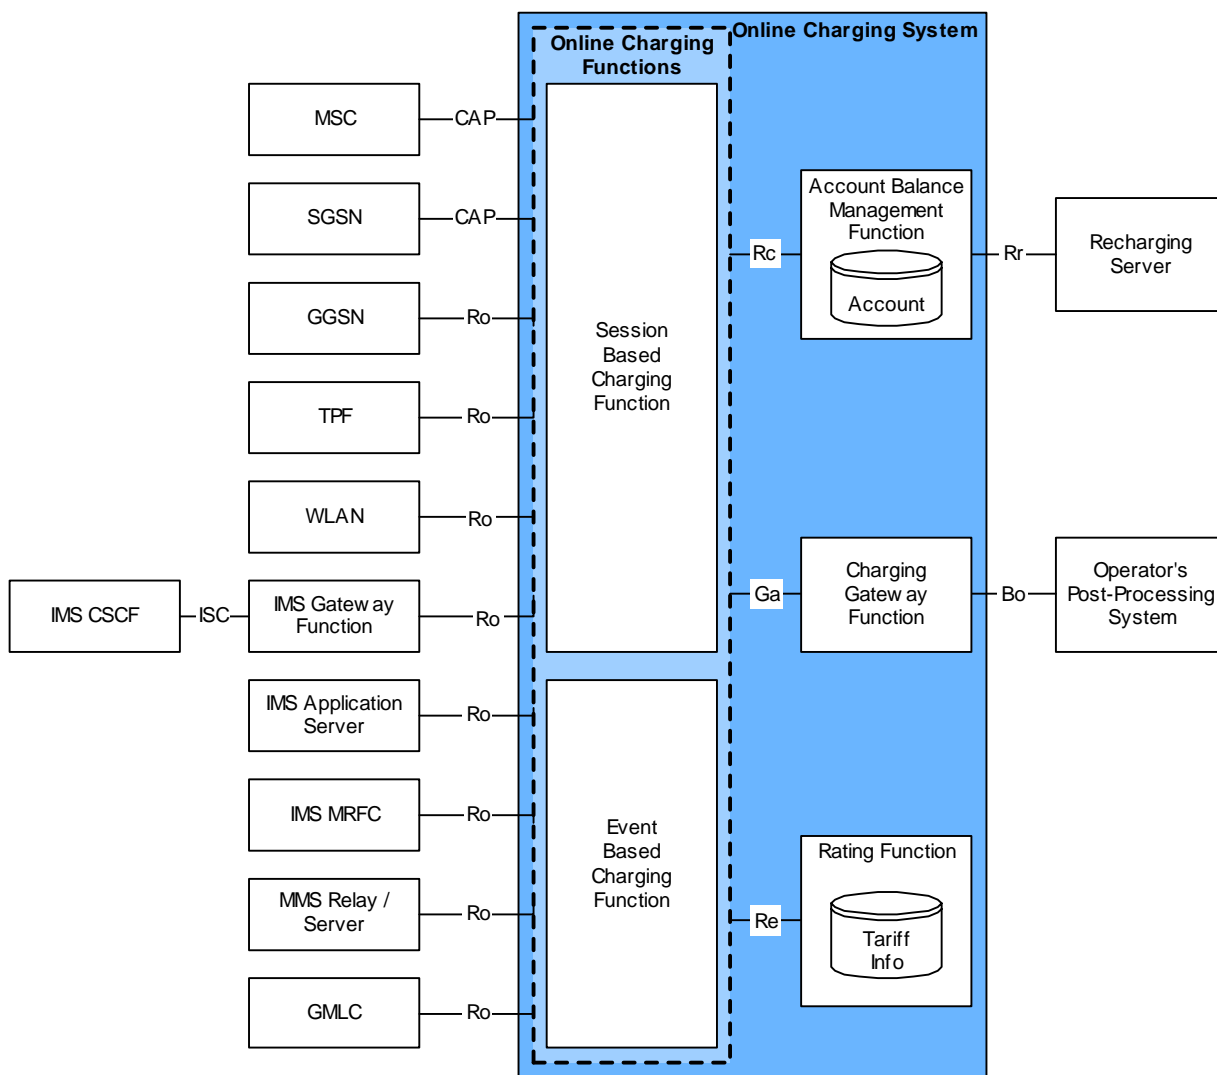 Online Charging System
Online Charging
Functions
MSC
CAP
SGSN
CAP
GGSN
Ro
TPF
Ro
WLAN
Ro
IMS CSCF
ISC
IMS Gateway
Function
Ro
IMS Application
Server
Ro
IMS MRFC
Ro
MMS Relay /
Server
Ro
GMLC
Ro
Session
Based
Charging
Function
Event
Based
Charging
Function
Rc
Account Balance
Management
Function
Account
Rr
Recharging
Server
Ga
Charging
Gateway
Function
Bo
Operator's
Post-Processing
System
Re
Rating Function
Tariff
Info